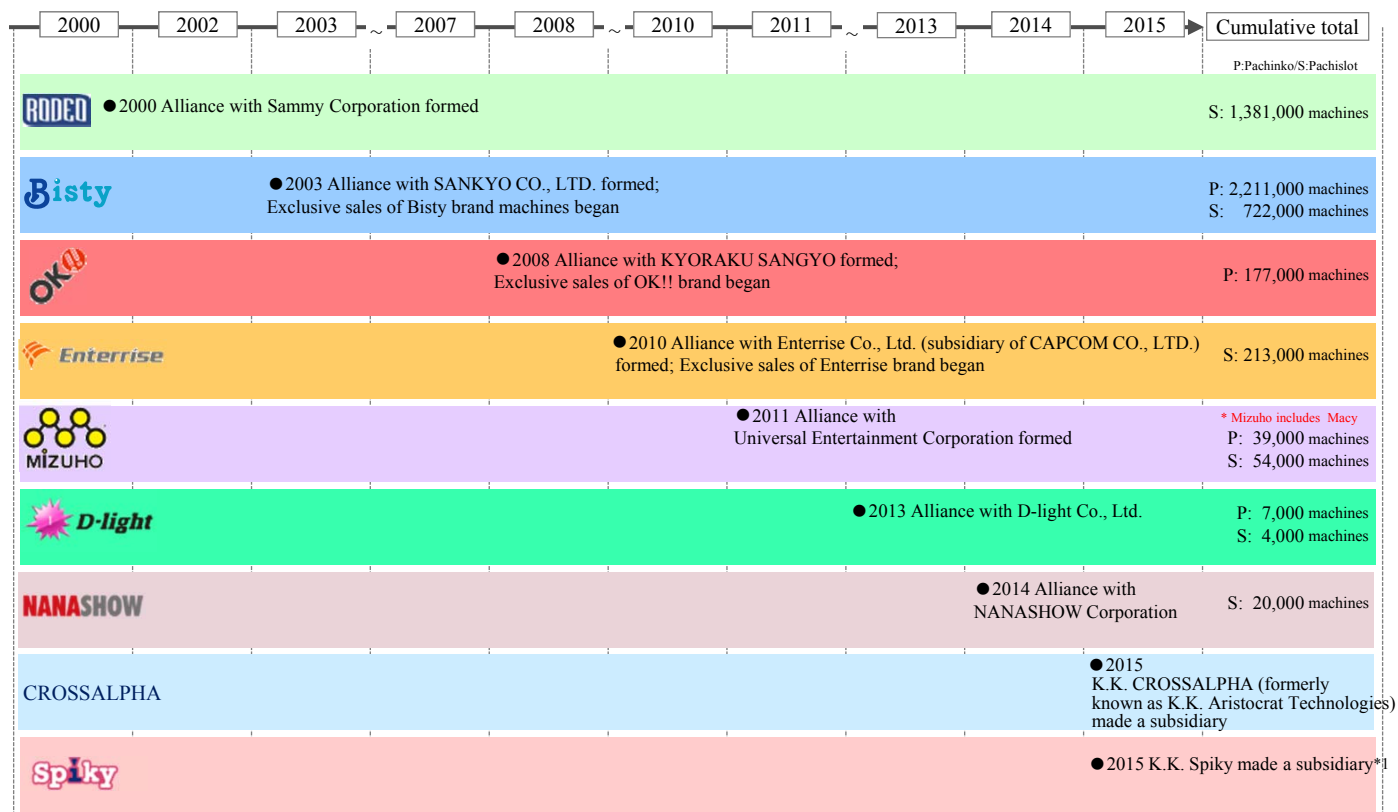 2000 2002 2003 ~ 2007 2008 ~ 2010 2011 ~ 2013 2014 2015 Cumulative total
P:Pachinko/S:Pachislot
RODEO
●2000 Alliance with Sammy Corporation formed
S: 1,381,000 machines
Bisty
●2003 Alliance with SANKYO CO., LTD. formed;
Exclusive sales of Bisty brand machines began
P: 2,211,000 machines
S: 722,000 machines
OK!!
●2008 Alliance with KYORAKU SANGYO formed;
Exclusive sales of OK!! brand began
P: 177,000 machines
Enterrise
●2010 Alliance with Enterrise Co., Ltd. (subsidiary of CAPCOM CO., LTD.)
formed; Exclusive sales of Enterrise brand began
S: 213,000 machines
MIZUHO
●2011 Alliance with
Universal Entertainment Corporation formed
* Mizuho includes Macy
P: 39,000 machines
S: 54,000 machines
D-light
●2013 Alliance with D-light Co., Ltd.
P: 7,000 machines
S: 4,000 machines
NANASHOW
●2014 Alliance with
NANASHOW Corporation
S: 20,000 machines
CROSSALPHA
●2015
K.K. CROSSALPHA (formerly
known as K.K. Aristocrat Technologies)
made a subsidiary
Spiky
●2015 K.K. Spiky made a subsidiary*1